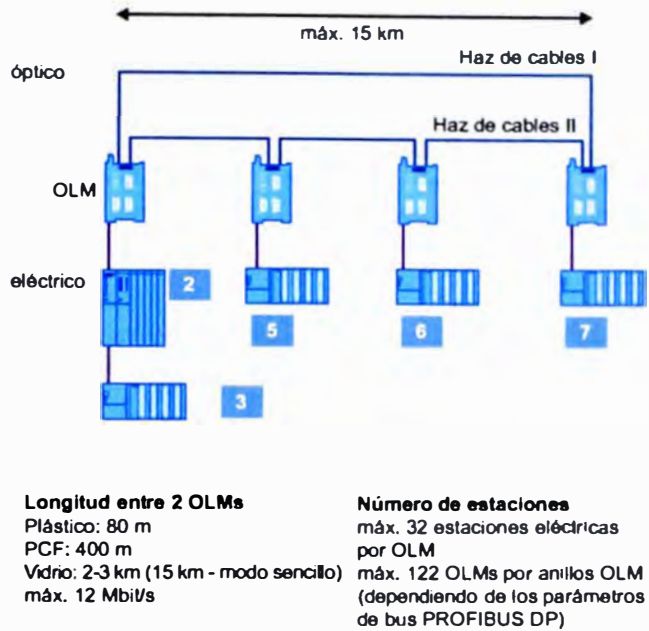 máx. 15 km
Haz de cables I
óptico
Haz de cables II
OLM
eléctrico
2
5
6
7
3
Longitud entre 2 OLMs
Plástico: 80 m
PCF: 400 m
Vidrio: 2-3 km (15 km - modo sencillo)
máx. 12 Mbit/s
Número de estaciones
máx. 32 estaciones eléctricas
por OLM
máx. 122 OLMs por anillos OLM
(dependiendo de los parámetros
de bus PROFIBUS DP)